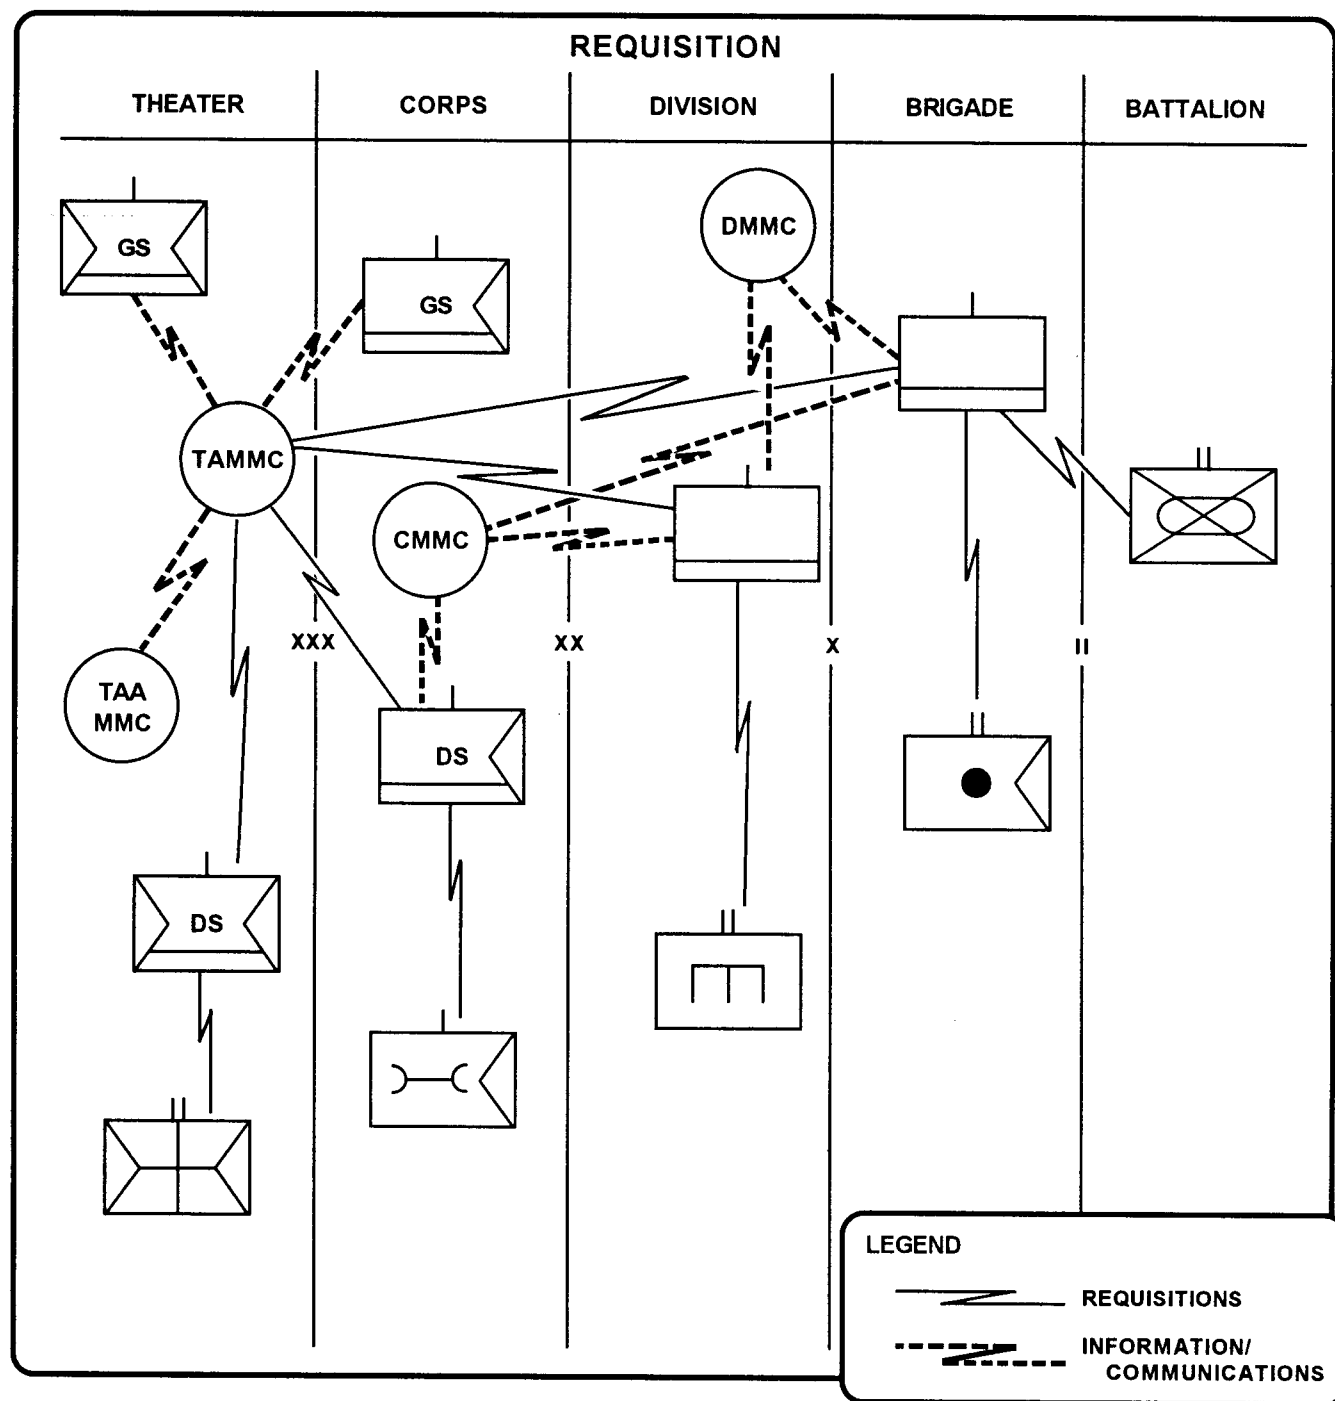 REQUISITION
THEATER
CORPS
DIVISION
BRIGADE
BATTALION
GS
GS
DMMC
TAMMC
CMMC
XXX
XX
X
II
TAA
MMC
DS
DS
LEGEND
REQUISITIONS
INFORMATION/
COMMUNICATIONS